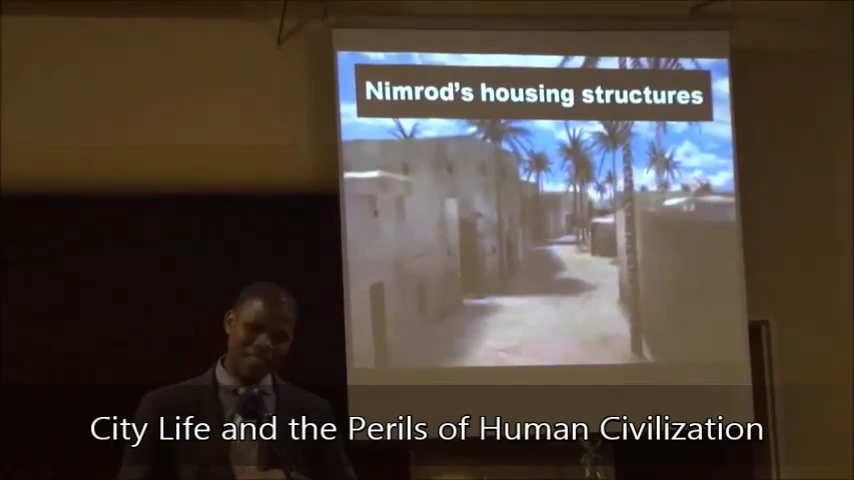 Nimrod's housing structures
City Life and the Perils of Human Civilization